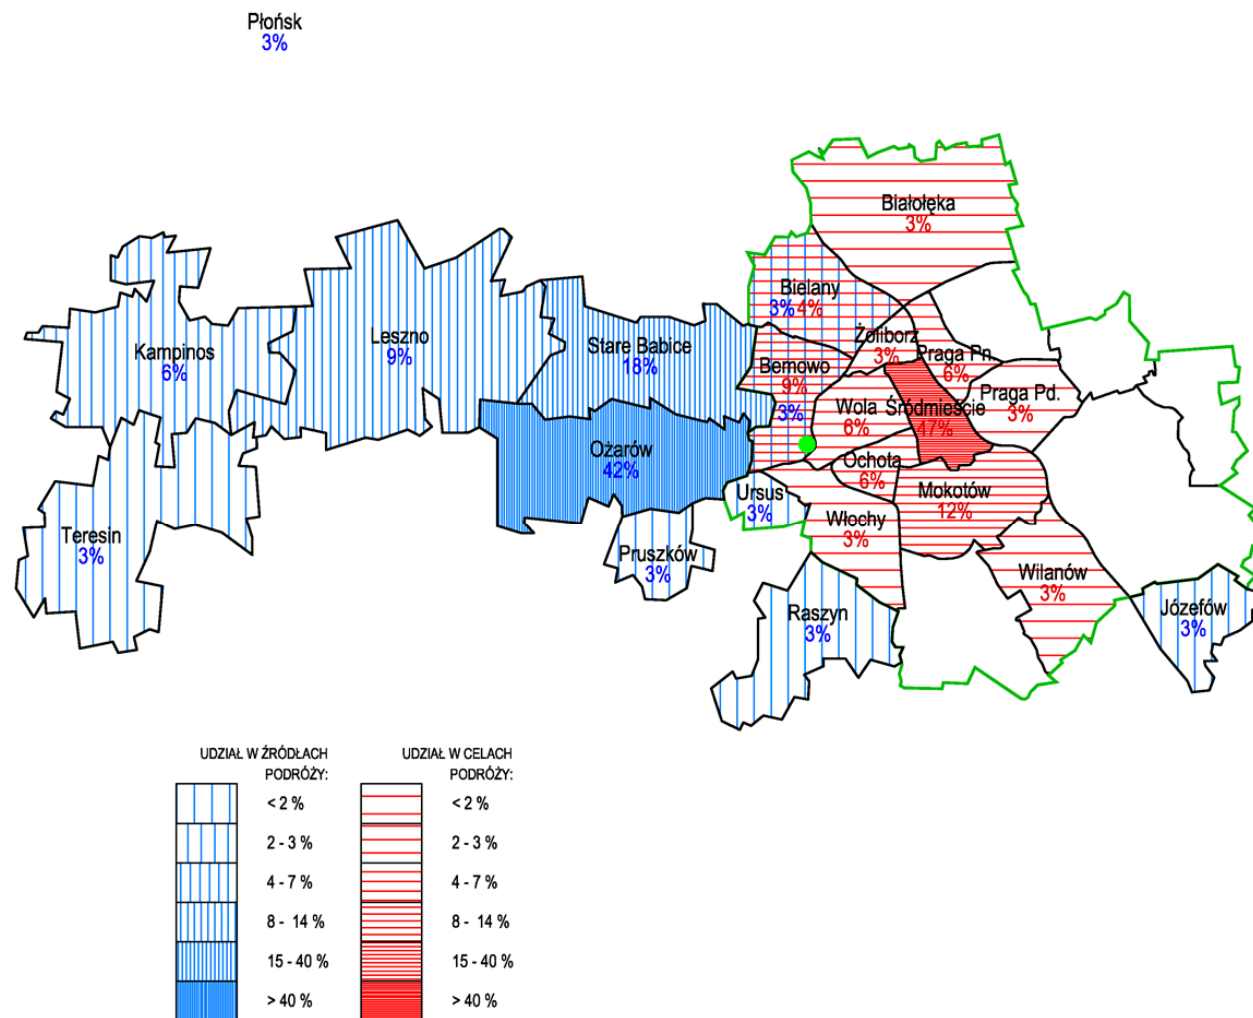 Płońsk
3%
Białołęka
3%
Bielany
3% 4%
Żoliborz
3%
Praga Pn.
6%
Leszno
9%
Kampinos
6%
Stare Babice
18%
Bemowo
9%
3%
Wola
6%
Śródmieście
47%
Praga Pd.
3%
Ożarów
42%
Ochota
6%
Ursus
3%
Mokotów
12%
Włochy
3%
Teresin
3%
Pruszków
3%
Wilanów
3%
Raszyn
3%
Józefów
3%
UDZIAŁ W ŹRÓDŁACH
PODRÓŻY:
< 2 %
2 - 3 %
4 - 7 %
8 - 14 %
15 - 40 %
> 40 %
UDZIAŁ W CELACH
PODRÓŻY:
< 2 %
2 - 3 %
4 - 7 %
8 - 14 %
15 - 40 %
> 40 %